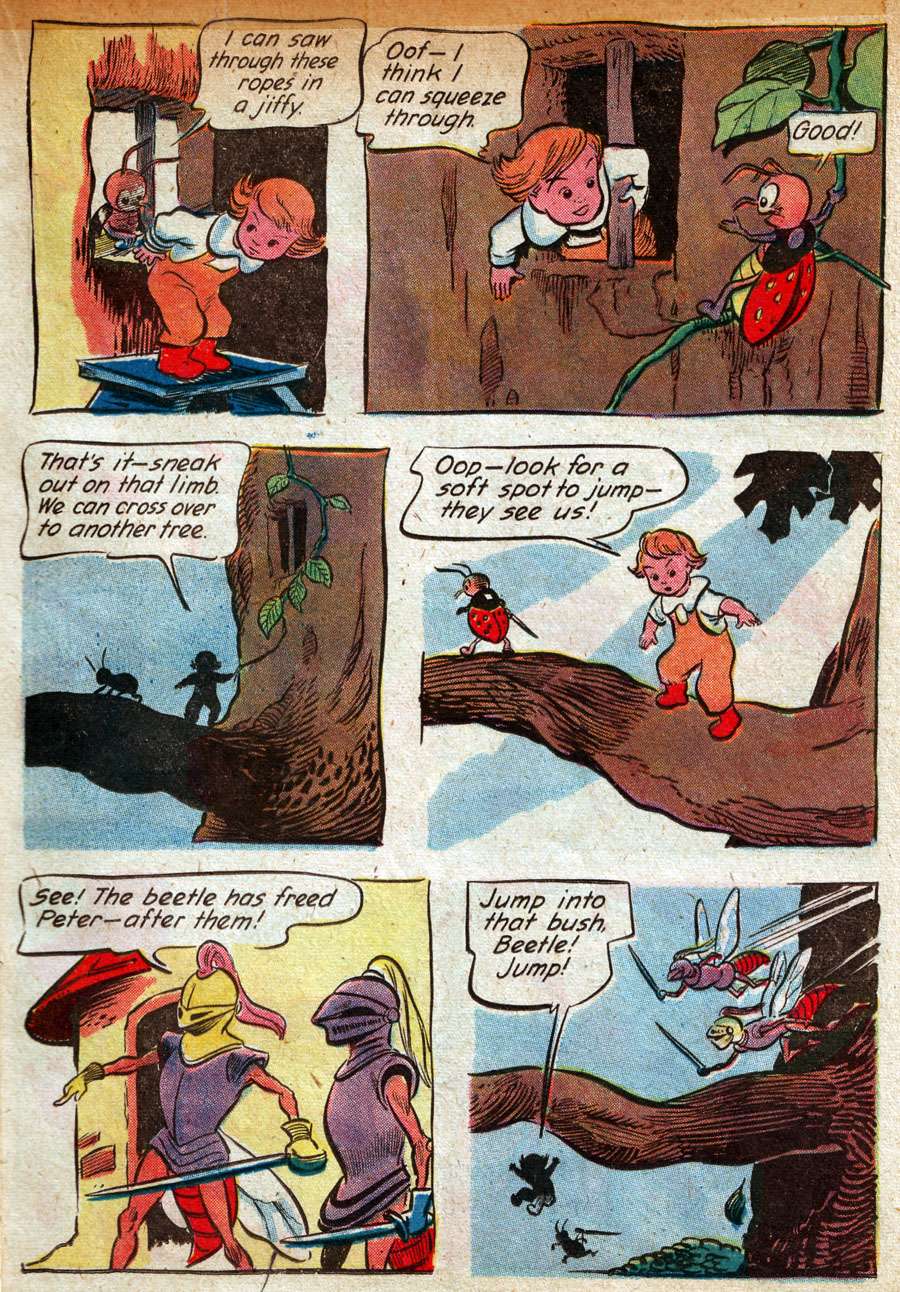 I can saw
through these
ropes in
a jiffy.
Oof—I
think I
can squeeze
through.
Good!
That's it—sneak
out on that limb.
We can cross over
to another tree.
Oop—look for a
soft spot to jump—
they see us!
See! The beetle has freed
Peter—after them!
Jump into
that bush,
Beetle!
Jump!